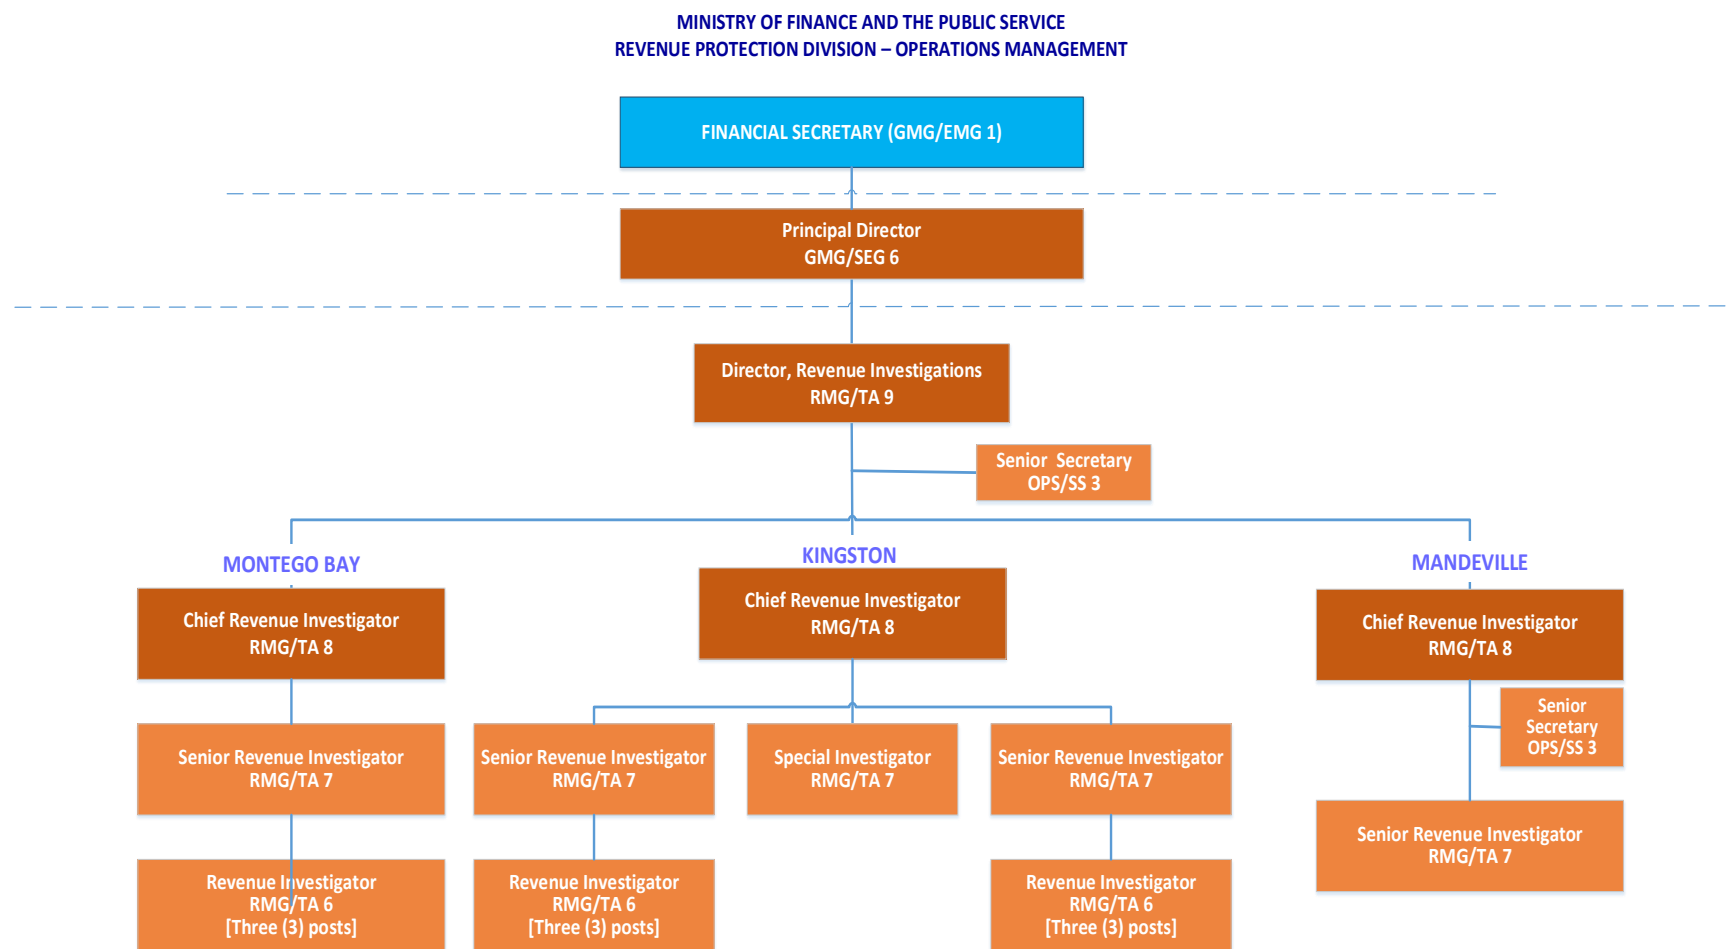 MINISTRY OF FINANCE AND THE PUBLIC SERVICE
REVENUE PROTECTION DIVISION – OPERATIONS MANAGEMENT
FINANCIAL SECRETARY (GMG/EMG 1)
Principal Director
GMG/SEG 6
Director, Revenue Investigations
RMG/TA 9
Senior Secretary
OPS/SS 3
MONTEGO BAY
Chief Revenue Investigator
RMG/TA 8
Senior Revenue Investigator
RMG/TA 7
Revenue Investigator
RMG/TA 6
[Three (3) posts]
KINGSTON
Chief Revenue Investigator
RMG/TA 8
Senior Revenue Investigator
RMG/TA 7
Revenue Investigator
RMG/TA 6
[Three (3) posts]
Special Investigator
RMG/TA 7
Senior Revenue Investigator
RMG/TA 7
Revenue Investigator
RMG/TA 6
[Three (3) posts]
MANDEVILLE
Chief Revenue Investigator
RMG/TA 8
Senior
Secretary
OPS/SS 3
Senior Revenue Investigator
RMG/TA 7